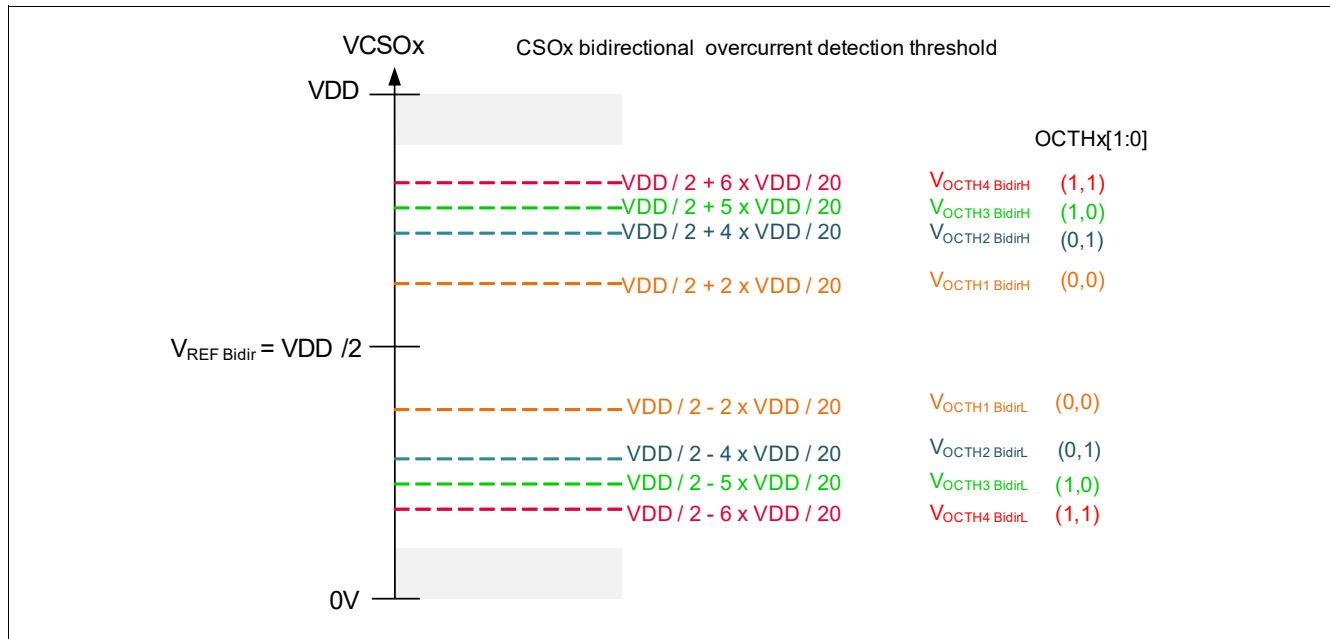 VCSOx CSOx bidirectional overcurrent detection threshold
VDD
OCTHx[1:0]
VDD / 2 + 6 x VDD / 20 VOCTH4 BidirH (1,1)
VDD / 2 + 5 x VDD / 20 VOCTH3 BidirH (1,0)
VDD / 2 + 4 x VDD / 20 VOCTH2 BidirH (0,1)
VDD / 2 + 2 x VDD / 20 VOCTH1 BidirH (0,0)
VREF Bidir = VDD /2
VDD / 2 - 2 x VDD / 20 VOCTH1 BidirL (0,0)
VDD / 2 - 4 x VDD / 20 VOCTH2 BidirL (0,1)
VDD / 2 - 5 x VDD / 20 VOCTH3 BidirL (1,0)
VDD / 2 - 6 x VDD / 20 VOCTH4 BidirL (1,1)
0V